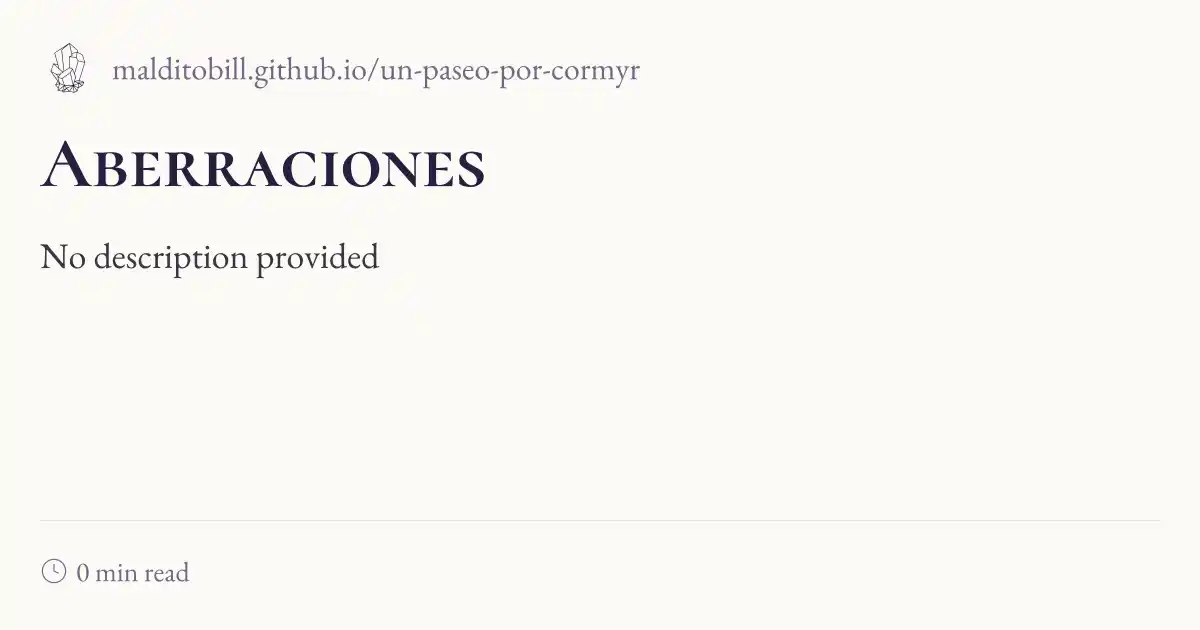 malditobill.github.io/un-paseo-por-cormyr
Aberraciones
No description provided
0 min read